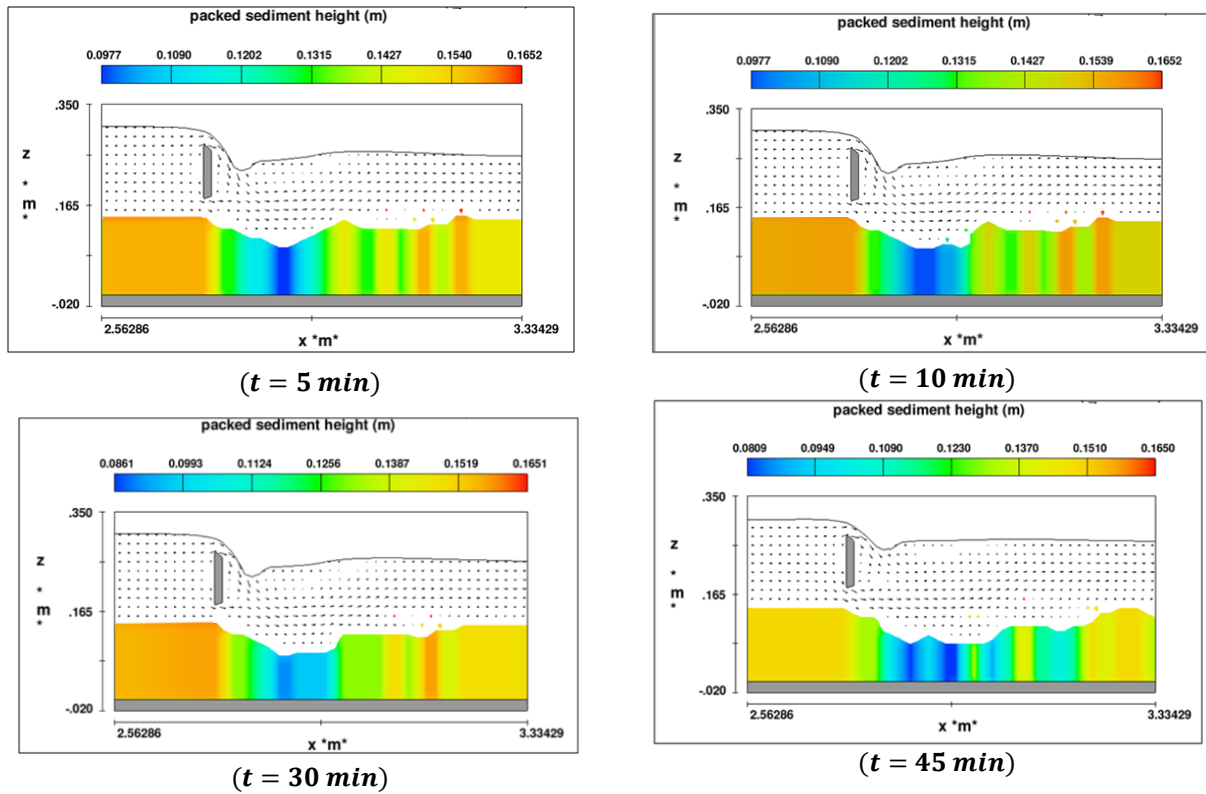 packed sediment height (m)
0.0977 0.1090 0.1202 0.1315 0.1427 0.1540 0.1652
.350
z
*
m
*
.165
-.020
2.56286 3.33429
x *m*
(t = 5 min)
packed sediment height (m)
0.0977 0.1090 0.1202 0.1315 0.1427 0.1539 0.1652
.350
z
*
m
*
.165
-.020
2.56286 3.33429
x *m*
(t = 10 min)
packed sediment height (m)
0.0861 0.0993 0.1124 0.1256 0.1387 0.1519 0.1651
.350
z
*
m
*
.165
-.020
2.56286 3.33429
x *m*
(t = 30 min)
packed sediment height (m)
0.0809 0.0949 0.1090 0.1230 0.1370 0.1510 0.1650
.350
z
*
m
*
.165
-.020
2.56286 3.33429
x *m*
(t = 45 min)